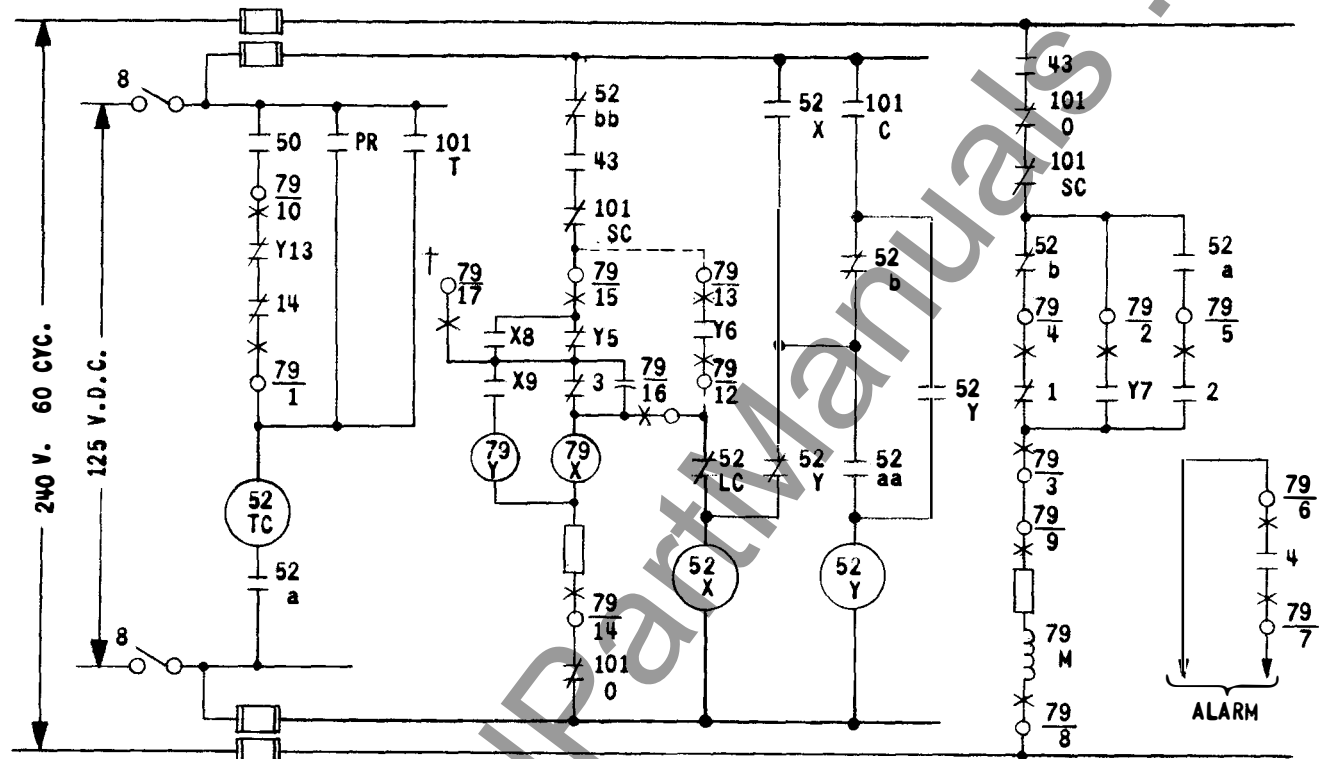 240 V. 60 CYC.
125 V.D.C.
8
50
79
10
Y13
14
79
1
PR
101
T
52
TC
52
a
8
†
79
17
52
bb
43
101
SC
79
15
X8
Y5
X9
3
79
16
79
Y
79
X
79
14
101
O
79
13
Y6
79
12
52
LC
52
X
52
X
52
Y
101
C
52
b
52
aa
52
Y
52
Y
43
101
O
101
SC
52
b
79
4
1
79
2
Y7
52
a
79
5
2
79
3
79
9
79
M
79
8
79
6
4
79
7
ALARM